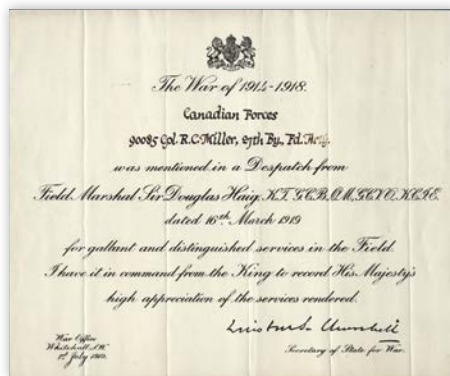 The War of 1914-1918.
Canadian Forces
90085 Cpl. R.C. Miller, 27th By., Fd. Arty.
was mentioned in a Despatch from
Field Marshal Sir Douglas Haig, K.T., G.C.B., O.M., G.C.V.O., K.C.I.E.
dated 16th March 1919
for gallant and distinguished services in the Field.
I have it in command from the King to record His Majesty's
high appreciation of the services rendered.
Winston S. Churchill
War Office
Whitehall, S.W.
1st July 1919.
Secretary of State for War.